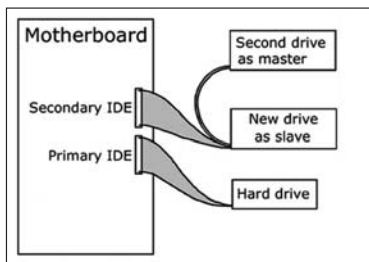 Motherboard
Second drive
as master
Secondary IDE
New drive
as slave
Primary IDE
Hard drive